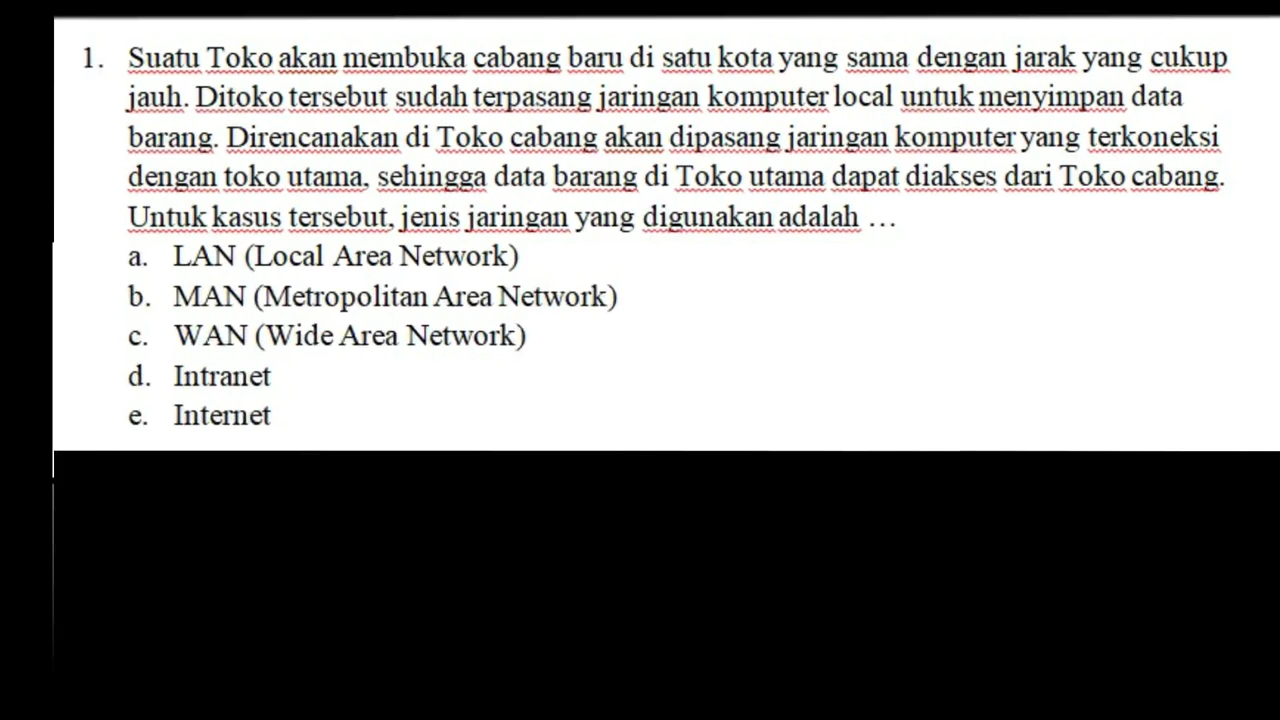 1. Suatu Toko akan membuka cabang baru di satu kota yang sama dengan jarak yang cukup
jauh. Ditoko tersebut sudah terpasang jaringan komputer local untuk menyimpan data
barang. Direncanakan di Toko cabang akan dipasang jaringan komputer yang terkoneksi
dengan toko utama, sehingga data barang di Toko utama dapat diakses dari Toko cabang.
Untuk kasus tersebut, jenis jaringan yang digunakan adalah …
a. LAN (Local Area Network)
b. MAN (Metropolitan Area Network)
c. WAN (Wide Area Network)
d. Intranet
e. Internet